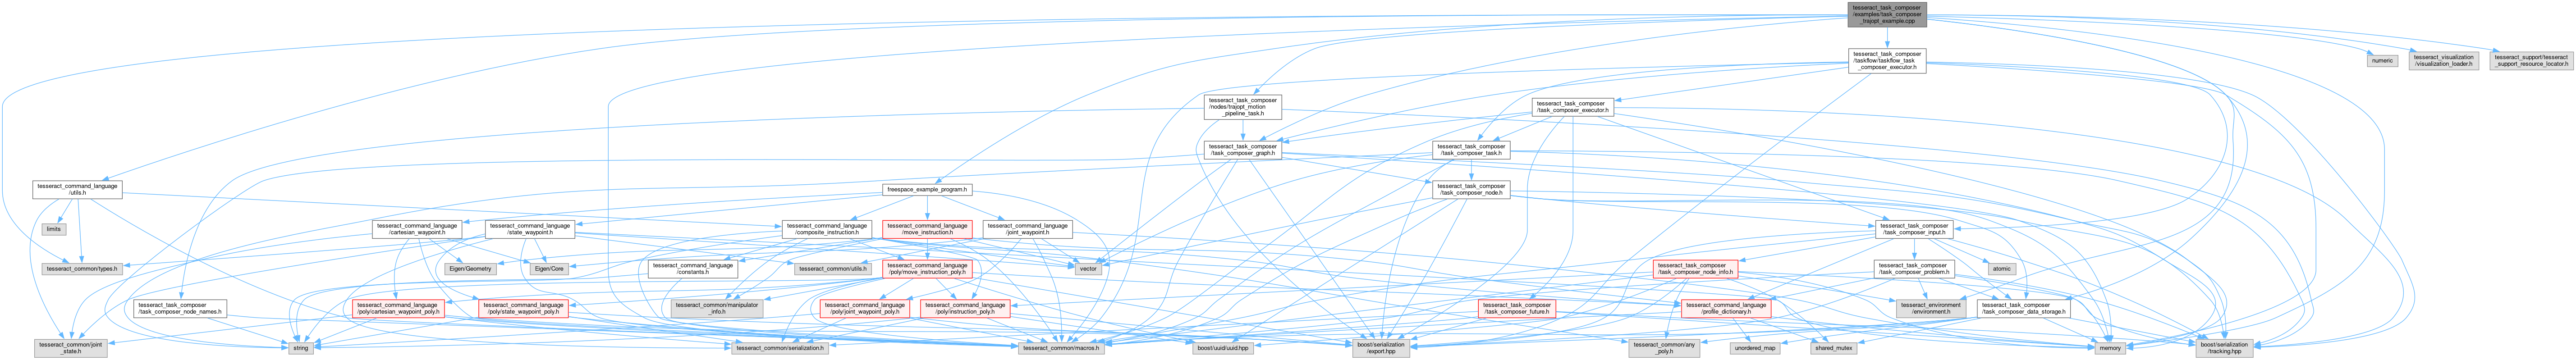 tesseract_task_composer
/examples/task_composer
_trajopt_example.cpp
tesseract_task_composer
/taskflow/taskflow_task
_composer_executor.h
numeric
tesseract_visualization
/visualization_loader.h
tesseract_support/tesseract
_support_resource_locator.h
tesseract_task_composer
/nodes/trajopt_motion
_pipeline_task.h
tesseract_task_composer
/task_composer_executor.h
tesseract_task_composer
/task_composer_graph.h
tesseract_task_composer
/task_composer_task.h
tesseract_command_language
/utils.h
freespace_example_program.h
tesseract_task_composer
/task_composer_node.h
limits
tesseract_command_language
/cartesian_waypoint.h
tesseract_command_language
/state_waypoint.h
tesseract_command_language
/composite_instruction.h
tesseract_command_language
/move_instruction.h
tesseract_command_language
/joint_waypoint.h
tesseract_task_composer
/task_composer_input.h
tesseract_common/types.h
Eigen/Geometry
Eigen/Core
tesseract_common/utils.h
tesseract_command_language
/constants.h
tesseract_command_language
/poly/move_instruction_poly.h
vector
tesseract_task_composer
/task_composer_node_info.h
tesseract_task_composer
/task_composer_problem.h
atomic
tesseract_task_composer
/task_composer_node_names.h
tesseract_command_language
/poly/cartesian_waypoint_poly.h
tesseract_command_language
/poly/state_waypoint_poly.h
tesseract_common/manipulator
_info.h
tesseract_command_language
/poly/joint_waypoint_poly.h
tesseract_command_language
/poly/instruction_poly.h
tesseract_task_composer
/task_composer_future.h
tesseract_command_language
/profile_dictionary.h
tesseract_environment
/environment.h
tesseract_task_composer
/task_composer_data_storage.h
tesseract_common/joint
_state.h
string
tesseract_common/serialization.h
tesseract_common/macros.h
boost/uuid/uuid.hpp
boost/serialization
/export.hpp
tesseract_common/any
_poly.h
unordered_map
shared_mutex
memory
boost/serialization
/tracking.hpp